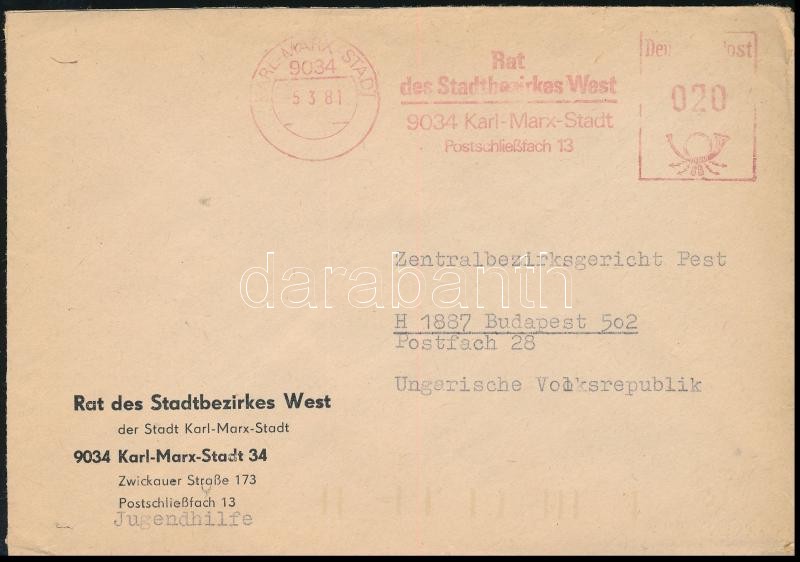 KARL-MARX-STADT
9034
-5 3 81
Rat
des Stadtbezirkes West
9034 Karl-Marx-Stadt
Postschließfach 13
Deu ost
020
Zentralbezirksgericht Pest
H 1887 Budapest 502
Postfach 28
Ungarische Volksrepublik
darabanth
Rat des Stadtbezirkes West
der Stadt Karl-Marx-Stadt
9034 Karl-Marx-Stadt 34
Zwickauer Straße 173
Postschließfach 13
Jugendhilfe